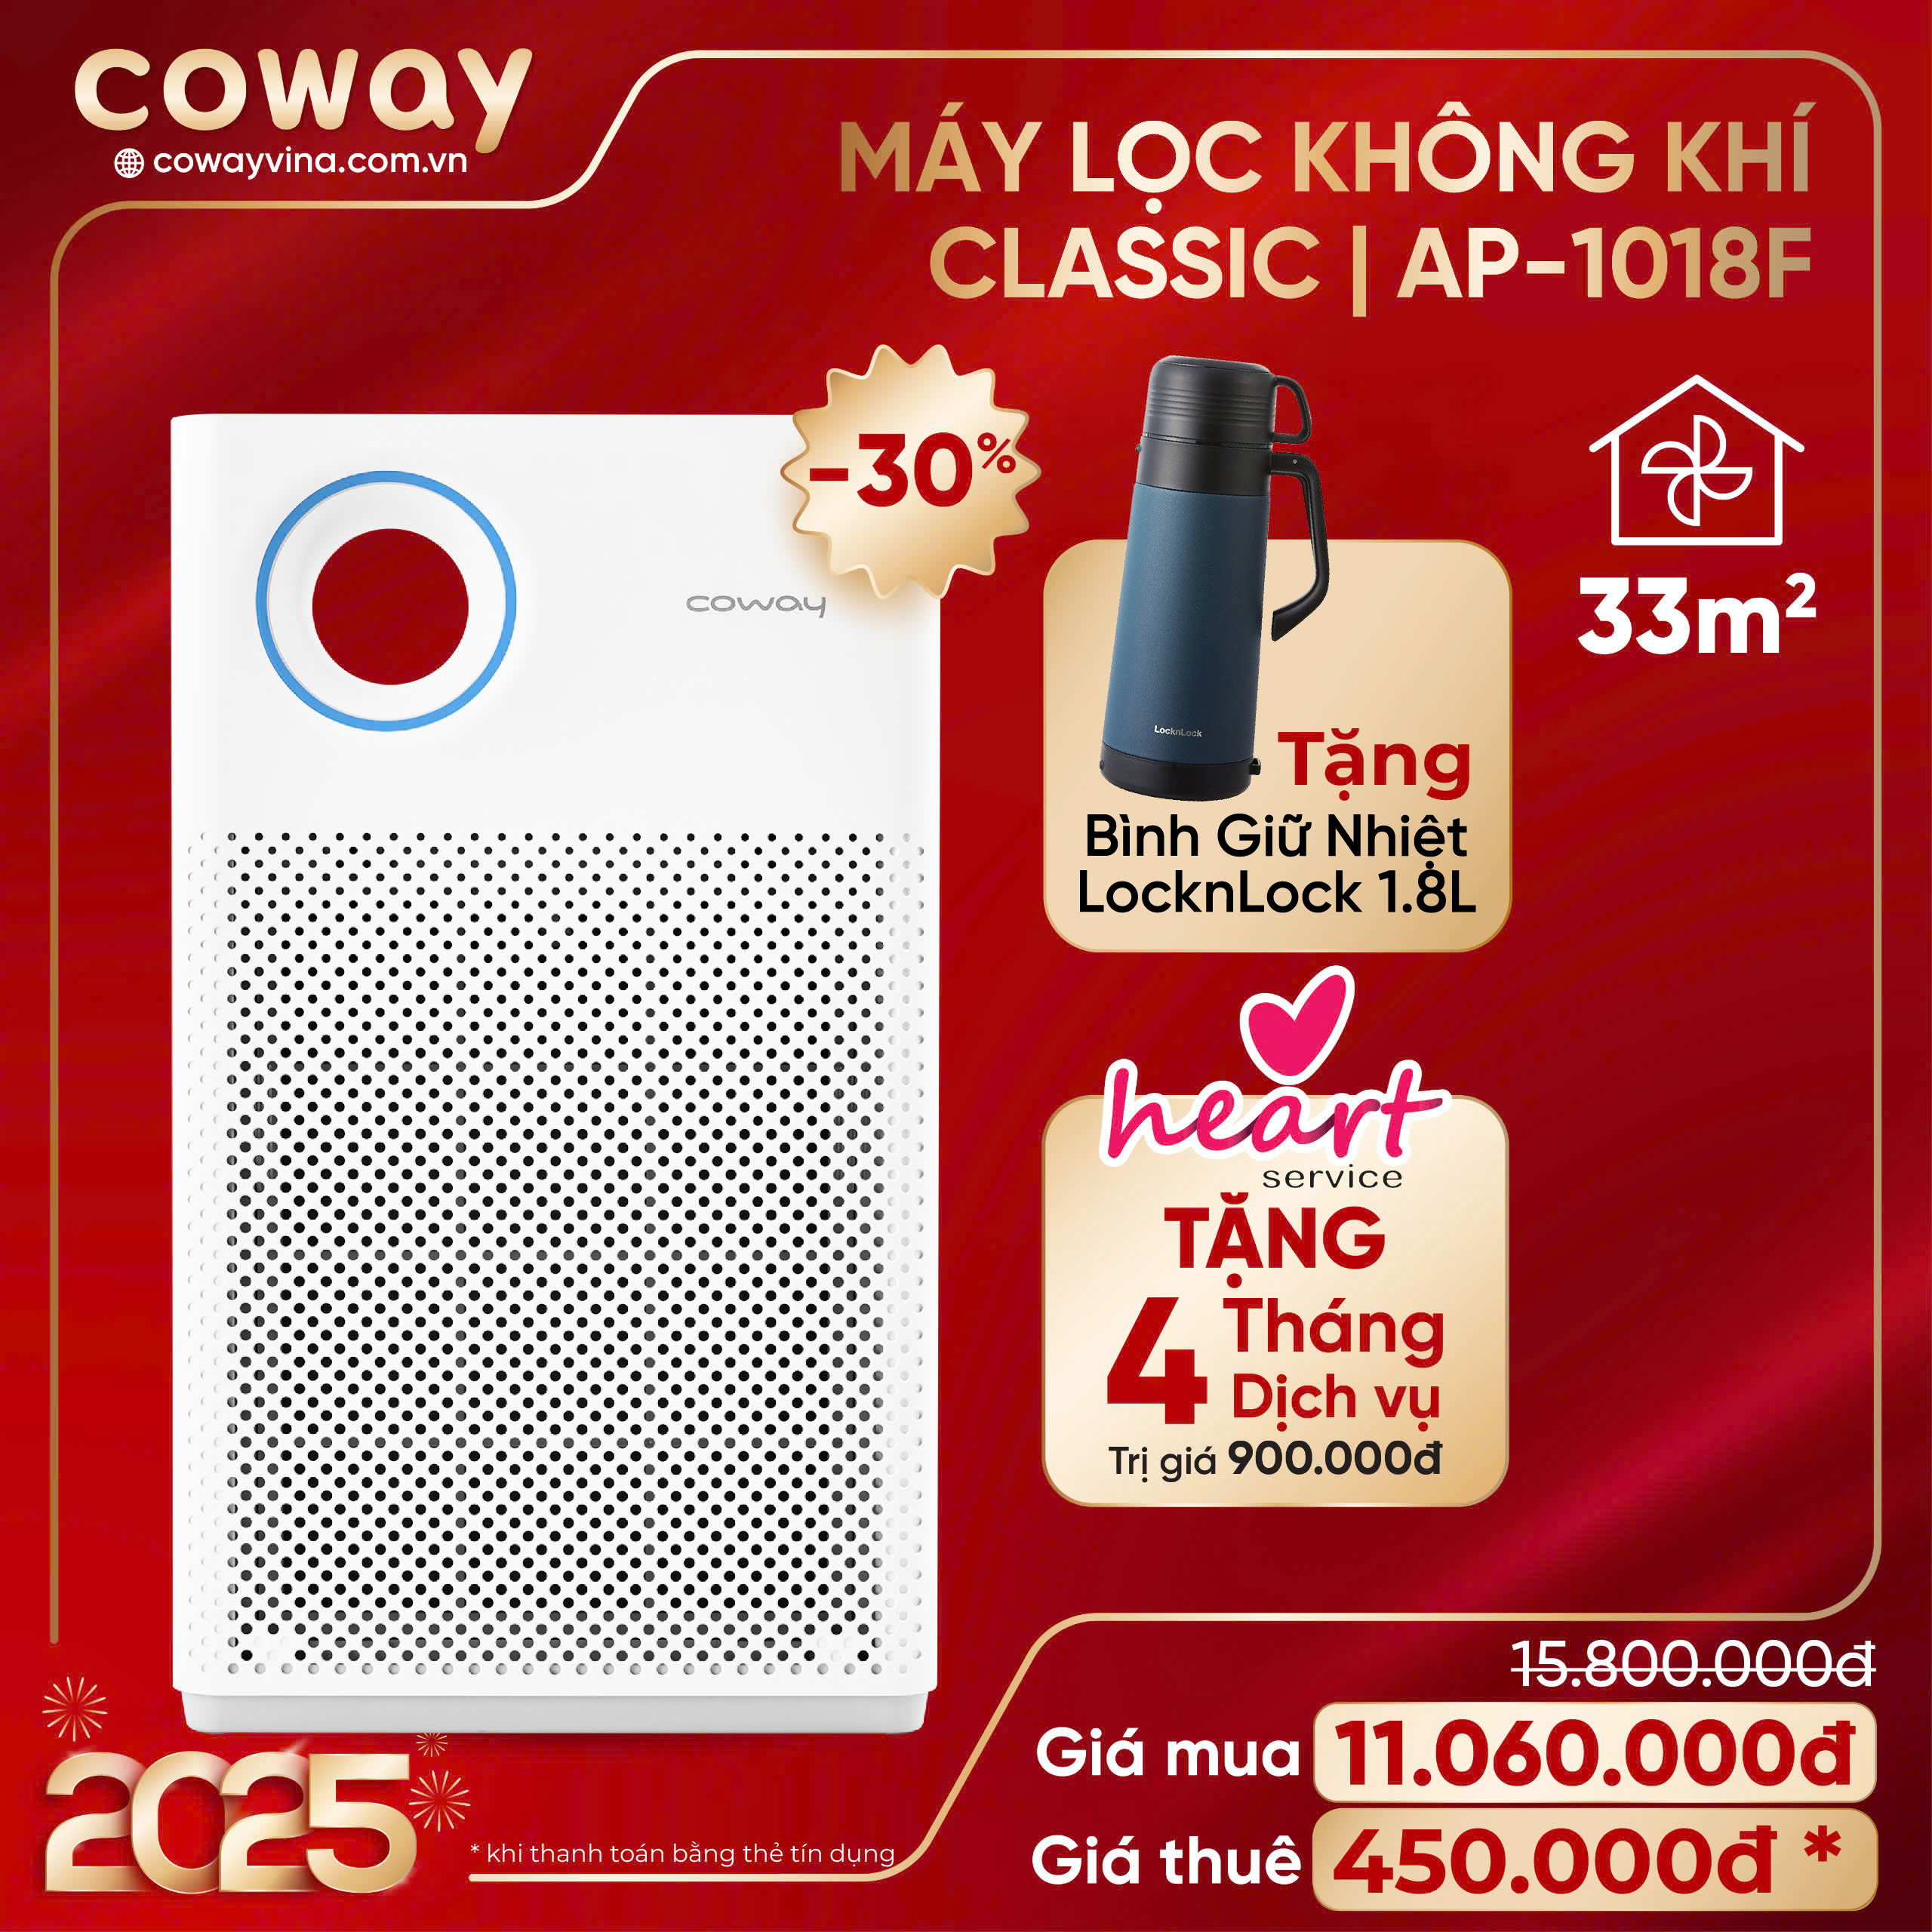 coway
cowayvina.com.vn
MÁY LỌC KHÔNG KHÍ
CLASSIC | AP-1018F
-30%
coway
33m²
LocknLock
Tặng
Bình Giữ Nhiệt
LocknLock 1.8L
heart
service
TẶNG
4 Tháng
Dịch vụ
Trị giá 900.000đ
15.800.000đ
Giá mua 11.060.000đ
Giá thuê 450.000đ *
2025
* khi thanh toán bằng thẻ tín dụng